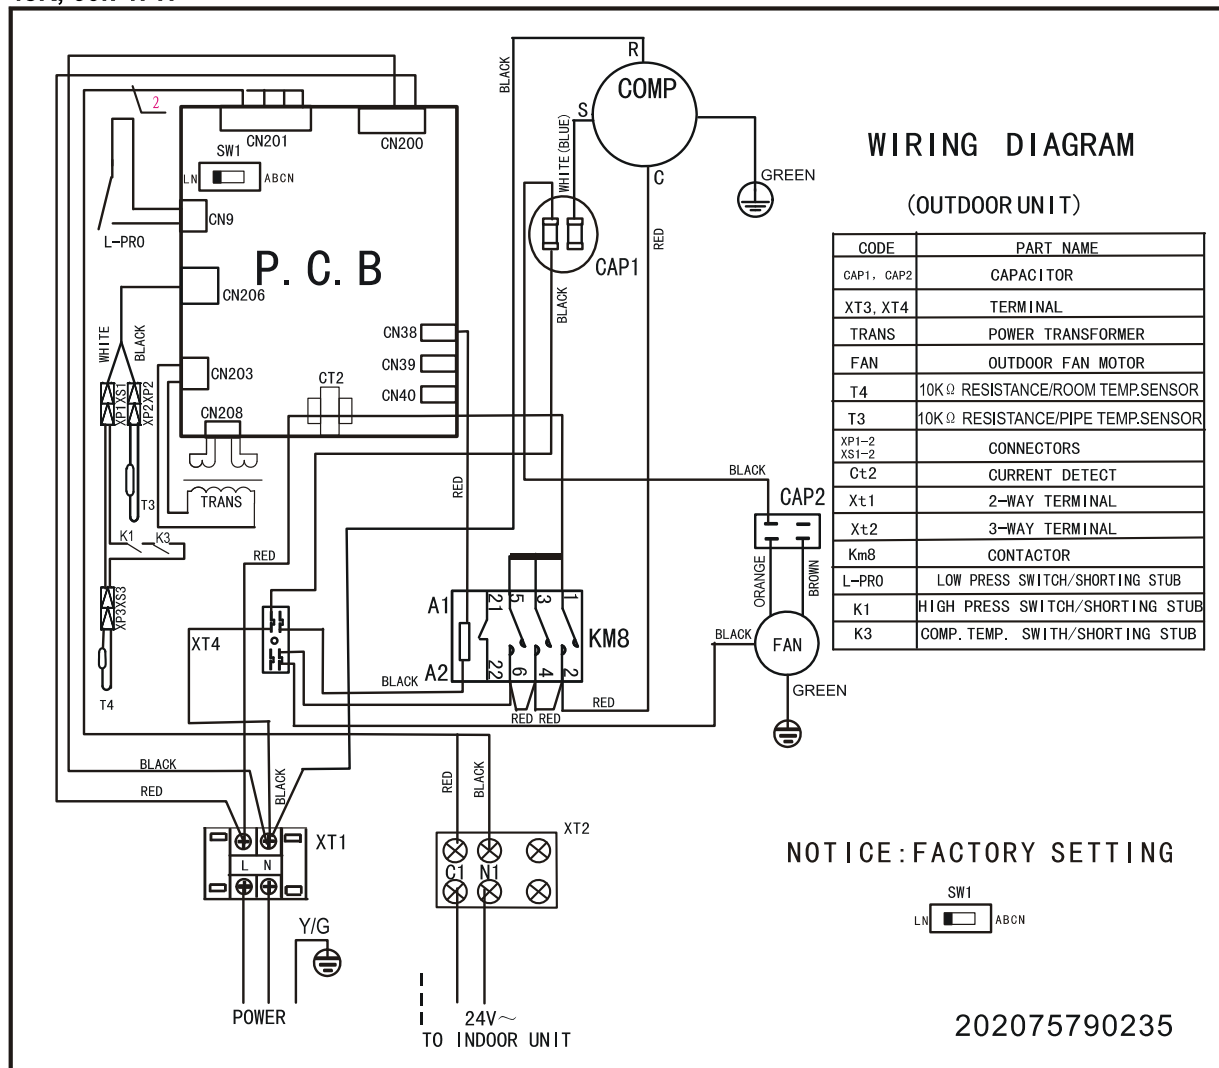 2
CN201
CN200
SW1
LN
ABCN
CN9
L-PRO
P.C.B
CN206
CN38
CN39
CN40
CN203
CT2
CN208
WHITE
BLACK
XP1XS1
XP2XP2
TRANS
T3
K1
K3
XP3XS3
T4
RED
BLACK
R
COMP
S
C
WHITE(BLUE)
GREEN
CAP1
BLACK
RED
RED
BLACK
CAP2
ORANGE
BROWN
BLACK
FAN
GREEN
A1
A2
21
5
3
1
22
6
4
2
KM8
XT4
BLACK
RED
RED
RED
BLACK
RED
BLACK
RED
BLACK
XT1
L
N
Y/G
POWER
XT2
C1
N1
24V～
TO INDOOR UNIT
WIRING DIAGRAM
(OUTDOOR UNIT)
CODE PART NAME
CAP1, CAP2 CAPACITOR
XT3, XT4 TERMINAL
TRANS POWER TRANSFORMER
FAN OUTDOOR FAN MOTOR
T4 10KΩ RESISTANCE/ROOM TEMP.SENSOR
T3 10KΩ RESISTANCE/PIPE TEMP.SENSOR
XP1-2
XS1-2 CONNECTORS
Ct2 CURRENT DETECT
Xt1 2-WAY TERMINAL
Xt2 3-WAY TERMINAL
Km8 CONTACTOR
L-PRO LOW PRESS SWITCH/SHORTING STUB
K1 HIGH PRESS SWITCH/SHORTING STUB
K3 COMP. TEMP. SWITH/SHORTING STUB
NOTICE:FACTORY SETTING
SW1
LN
ABCN
202075790235